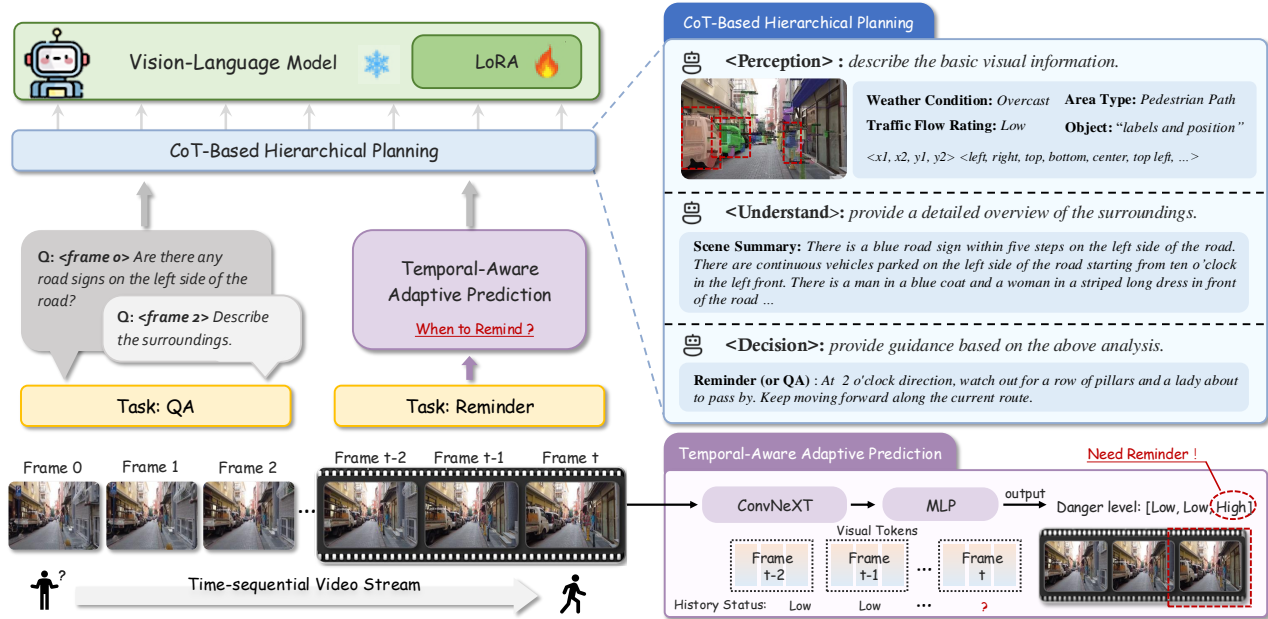 Vision-Language Model
LoRA
CoT-Based Hierarchical Planning
Q: <frame 0> Are there any
road signs on the left side of the
road?
Q: <frame 2> Describe
the surroundings.
Temporal-Aware
Adaptive Prediction
When to Remind ?
Task: QA
Task: Reminder
Frame 0
Frame 1
Frame 2
...
Frame t-2
Frame t-1
Frame t
?
Time-sequential Video Stream
CoT-Based Hierarchical Planning
<Perception> : describe the basic visual information.
Weather Condition: Overcast
Area Type: Pedestrian Path
Traffic Flow Rating: Low
Object: “labels and position”
<x1, x2, y1, y2> <left, right, top, bottom, center, top left, …>
<Understand>: provide a detailed overview of the surroundings.
Scene Summary: There is a blue road sign within five steps on the left side of the road.
There are continuous vehicles parked on the left side of the road starting from ten o’clock
in the left front. There is a man in a blue coat and a woman in a striped long dress in front
of the road …
<Decision>: provide guidance based on the above analysis.
Reminder (or QA) : At 2 o'clock direction, watch out for a row of pillars and a lady about
to pass by. Keep moving forward along the current route.
Temporal-Aware Adaptive Prediction
Need Reminder !
ConvNeXT
MLP
output
Danger level: [Low, Low, High]
Visual Tokens
Frame
t-2
Frame
t-1
...
Frame
t
History Status:
Low
Low
...
?